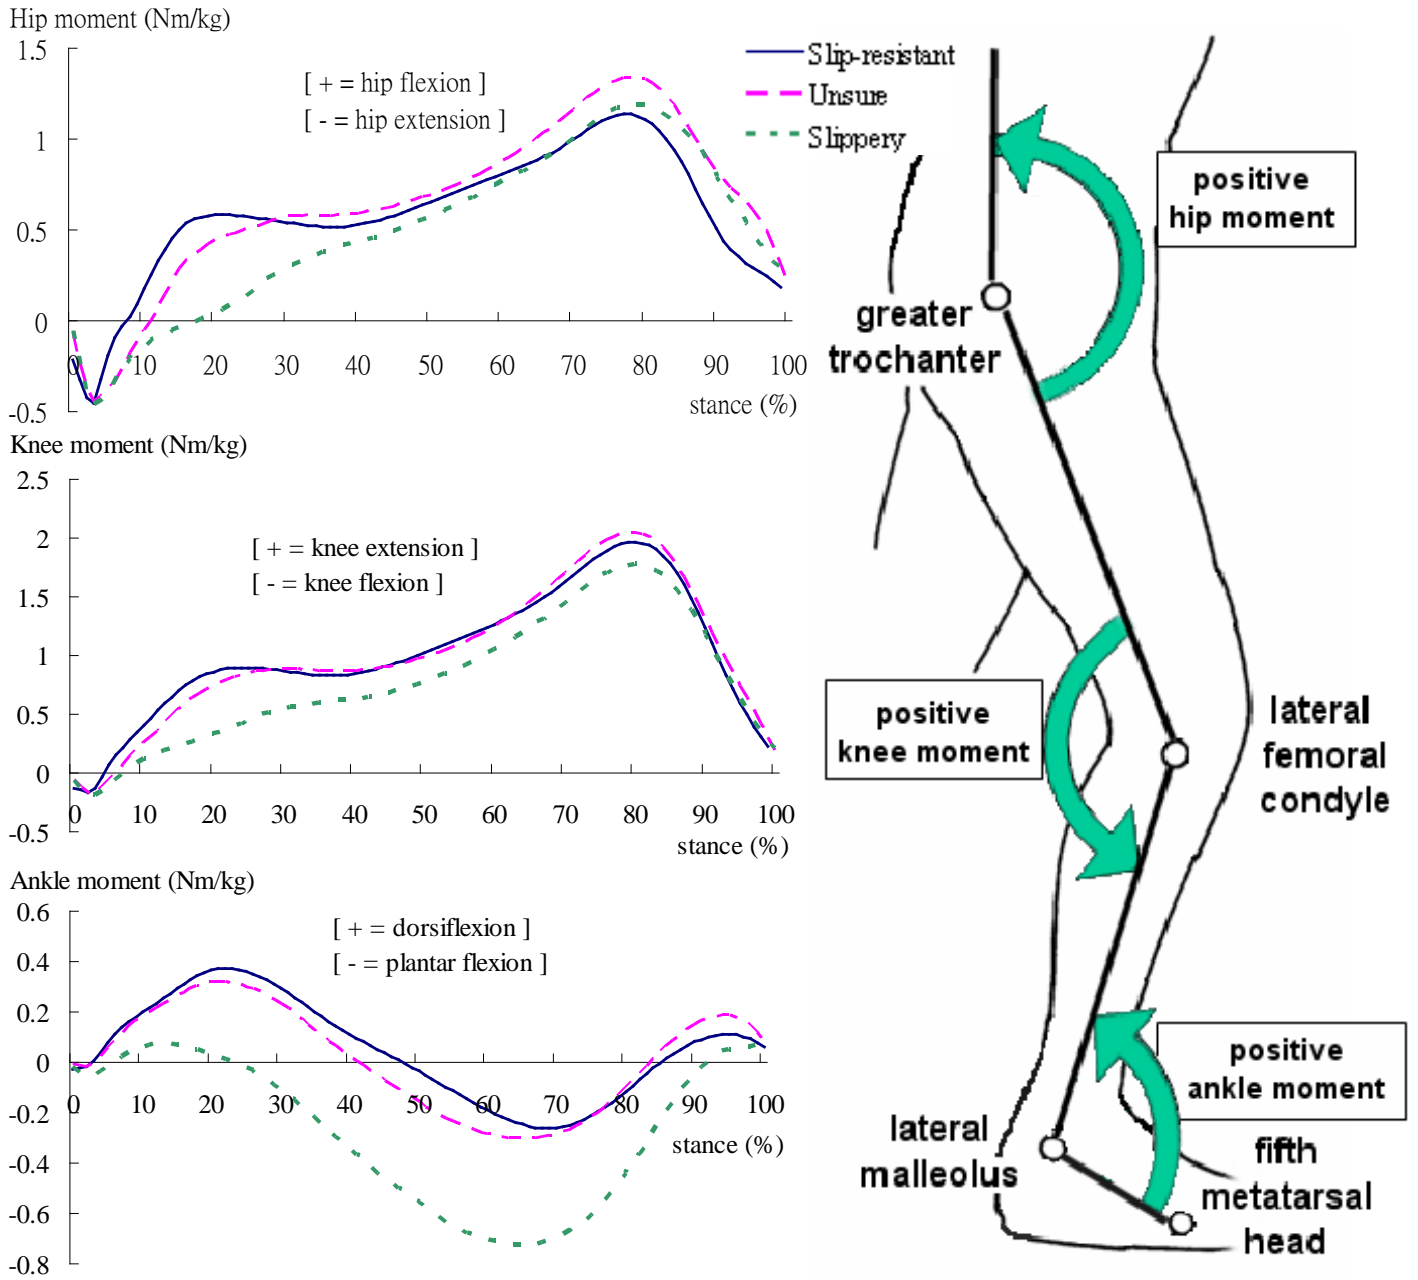 Hip moment (Nm/kg)
1.5
1
0.5
0
-0.5
[ + = hip flexion ]
[ - = hip extension ]
0 10 20 30 40 50 60 70 80 90 100
stance (%)
Slip-resistant
Unsure
Slippery
Knee moment (Nm/kg)
2.5
2
1.5
1
0.5
0
-0.5
[ + = knee extension ]
[ - = knee flexion ]
0 10 20 30 40 50 60 70 80 90 100
stance (%)
Ankle moment (Nm/kg)
0.6
0.4
0.2
0
-0.2
-0.4
-0.6
-0.8
[ + = dorsiflexion ]
[ - = plantar flexion ]
0 10 20 30 40 50 60 70 80 90 100
stance (%)
positive
hip moment
greater
trochanter
positive
knee moment
lateral
femoral
condyle
positive
ankle moment
lateral
malleolus
fifth
metatarsal
head